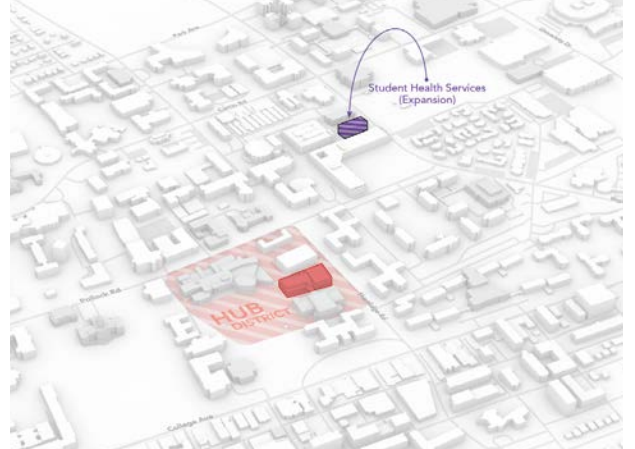 Park Ave
Student Health Services
(Expansion)
Pollock Rd
HUB
DISTRICT
College Ave